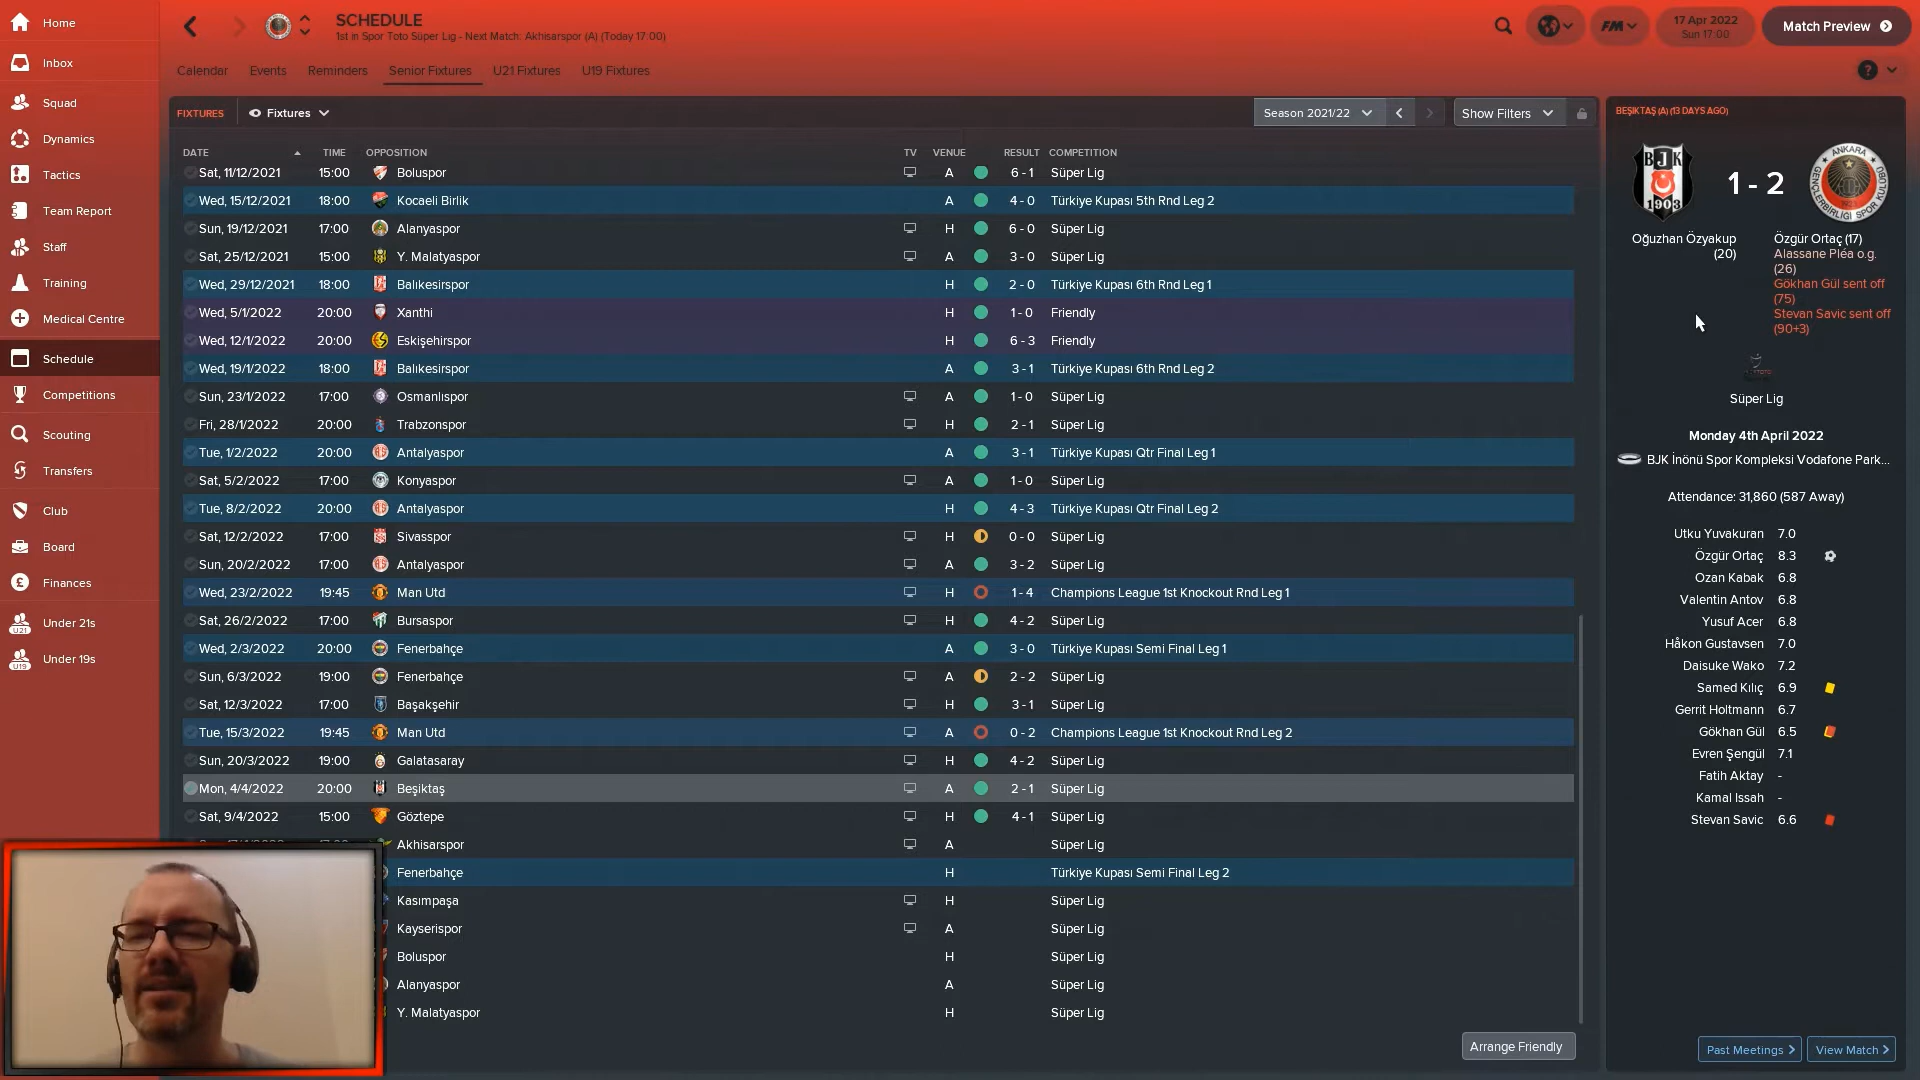 Home
Inbox
Squad
Dynamics
Tactics
Team Report
Staff
Training
Medical Centre
Schedule
Competitions
Scouting
Transfers
Club
Board
Finances
Under 21s
Under 19s
SCHEDULE
1st in Spor Toto Süper Lig - Next Match: Akhisarspor (A) (Today 17:00)
FM
17 Apr 2022
Sun 17:00
Match Preview
Calendar Events Reminders Senior Fixtures U21 Fixtures U19 Fixtures
FIXTURES Fixtures Season 2021/22 Show Filters
DATE TIME OPPOSITION TV VENUE RESULT COMPETITION
Sat, 11/12/2021 15:00 Boluspor A 6 - 1 Süper Lig
Wed, 15/12/2021 18:00 Kocaeli Birlik A 4 - 0 Türkiye Kupası 5th Rnd Leg 2
Sun, 19/12/2021 17:00 Alanyaspor H 6 - 0 Süper Lig
Sat, 25/12/2021 15:00 Y. Malatyaspor A 3 - 0 Süper Lig
Wed, 29/12/2021 18:00 Balıkesirspor H 2 - 0 Türkiye Kupası 6th Rnd Leg 1
Wed, 5/1/2022 20:00 Xanthi H 1 - 0 Friendly
Wed, 12/1/2022 20:00 Eskişehirspor H 6 - 3 Friendly
Wed, 19/1/2022 18:00 Balıkesirspor A 3 - 1 Türkiye Kupası 6th Rnd Leg 2
Sun, 23/1/2022 17:00 Osmanlıspor A 1 - 0 Süper Lig
Fri, 28/1/2022 20:00 Trabzonspor H 2 - 1 Süper Lig
Tue, 1/2/2022 20:00 Antalyaspor A 3 - 1 Türkiye Kupası Qtr Final Leg 1
Sat, 5/2/2022 17:00 Konyaspor A 1 - 0 Süper Lig
Tue, 8/2/2022 20:00 Antalyaspor H 4 - 3 Türkiye Kupası Qtr Final Leg 2
Sat, 12/2/2022 17:00 Sivasspor H 0 - 0 Süper Lig
Sun, 20/2/2022 17:00 Antalyaspor A 3 - 2 Süper Lig
Wed, 23/2/2022 19:45 Man Utd H 1 - 4 Champions League 1st Knockout Rnd Leg 1
Sat, 26/2/2022 17:00 Bursaspor H 4 - 2 Süper Lig
Wed, 2/3/2022 20:00 Fenerbahçe A 3 - 0 Türkiye Kupası Semi Final Leg 1
Sun, 6/3/2022 19:00 Fenerbahçe A 2 - 2 Süper Lig
Sat, 12/3/2022 17:00 Başakşehir H 3 - 1 Süper Lig
Tue, 15/3/2022 19:45 Man Utd A 0 - 2 Champions League 1st Knockout Rnd Leg 2
Sun, 20/3/2022 19:00 Galatasaray H 4 - 2 Süper Lig
Mon, 4/4/2022 20:00 Beşiktaş A 2 - 1 Süper Lig
Sat, 9/4/2022 15:00 Göztepe H 4 - 1 Süper Lig
Akhisarspor A Süper Lig
Fenerbahçe H Türkiye Kupası Semi Final Leg 2
Kasımpaşa H Süper Lig
Kayserispor A Süper Lig
Boluspor H Süper Lig
Alanyaspor A Süper Lig
Y. Malatyaspor H Süper Lig
Arrange Friendly
BEŞIKTAŞ (A) (13 DAYS AGO)
BJK
1903
1 - 2
ANKARA
GENÇLERBİRLİĞİ SPOR KULÜBÜ
Oğuzhan Özyakup
(20)
Özgür Ortaç (17)
Alassane Pléa o.g.
(26)
Gökhan Gül sent off
(75)
Stevan Savic sent off
(90+3)
Süper Lig
Monday 4th April 2022
BJK İnönü Spor Kompleksi Vodafone Park...
Attendance: 31,860 (587 Away)
Utku Yuvakuran 7.0
Özgür Ortaç 8.3
Ozan Kabak 6.8
Valentin Antov 6.8
Yusuf Acer 6.8
Håkon Gustavsen 7.0
Daisuke Wako 7.2
Samed Kılıç 6.9
Gerrit Holtmann 6.7
Gökhan Gül 6.5
Evren Şengül 7.1
Fatih Aktay -
Kamal Issah -
Stevan Savic 6.6
Past Meetings View Match